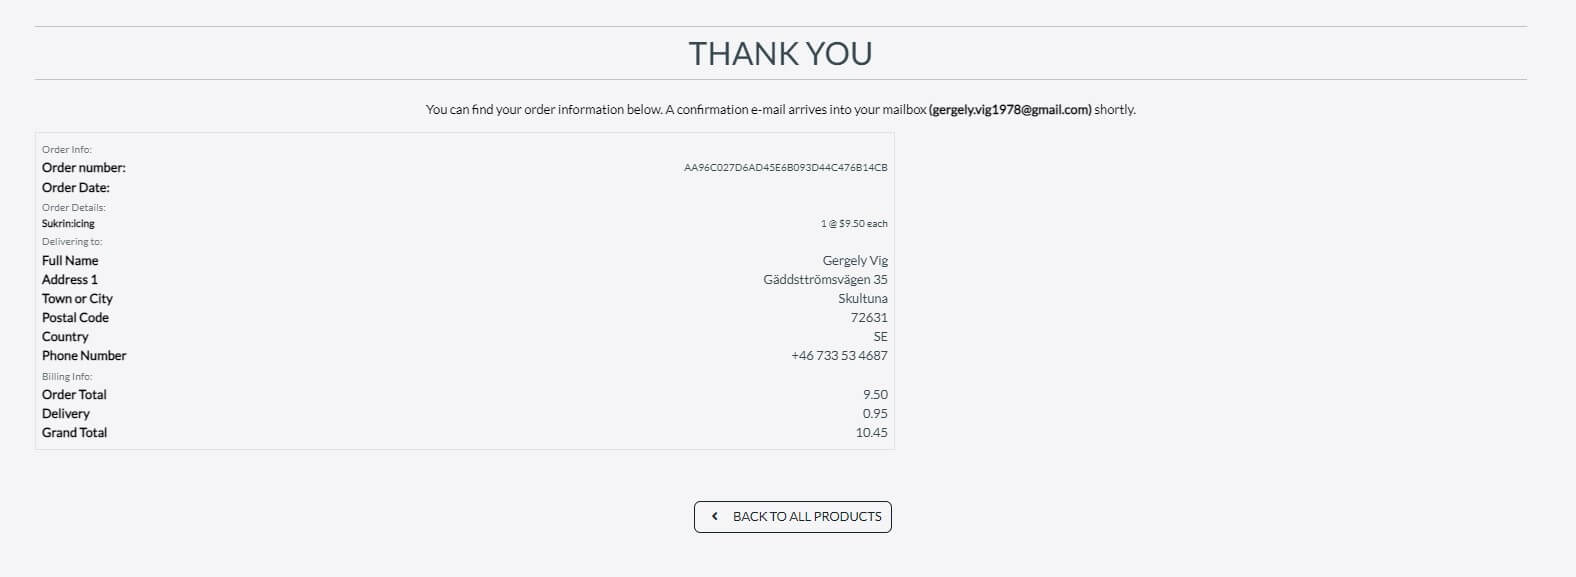 THANK YOU
You can find your order information below. A confirmation e-mail arrives into your mailbox (gergely.vig1978@gmail.com) shortly.
Order Info:
Order number: AA96C027D6AD45E6B093D44C476B14CB
Order Date:
Order Details:
Sukrin:icing 1 @ $9.50 each
Delivering to:
Full Name Gergely Vig
Address 1 Gäddsttrömsvägen 35
Town or City Skultuna
Postal Code 72631
Country SE
Phone Number +46 733 53 4687
Billing Info:
Order Total 9.50
Delivery 0.95
Grand Total 10.45
BACK TO ALL PRODUCTS